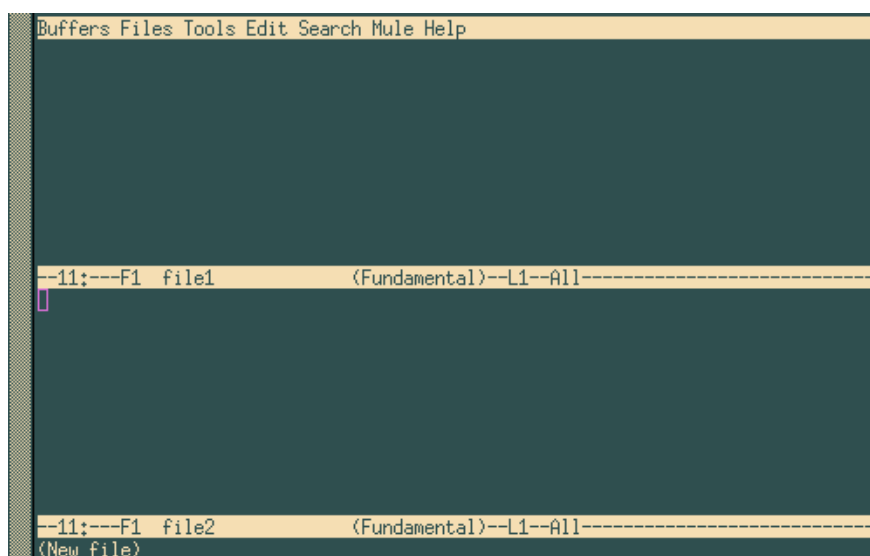 Buffers Files Tools Edit Search Mule Help
--11:---F1  file1                (Fundamental)--L1--All----------------------------
--11:---F1  file2                (Fundamental)--L1--All----------------------------
(New file)